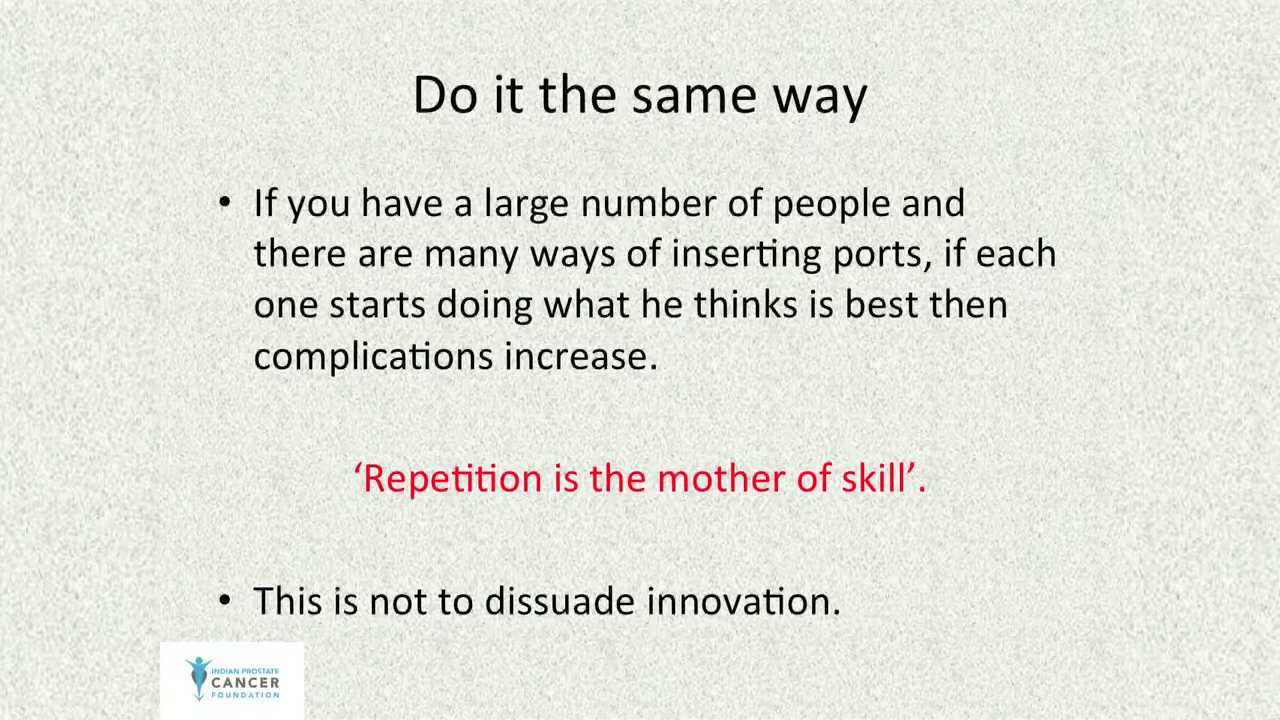 Do it the same way
• If you have a large number of people and
there are many ways of inserting ports, if each
one starts doing what he thinks is best then
complications increase.
‘Repetition is the mother of skill’.
• This is not to dissuade innovation.
INDIAN PROSTATE
CANCER
FOUNDATION